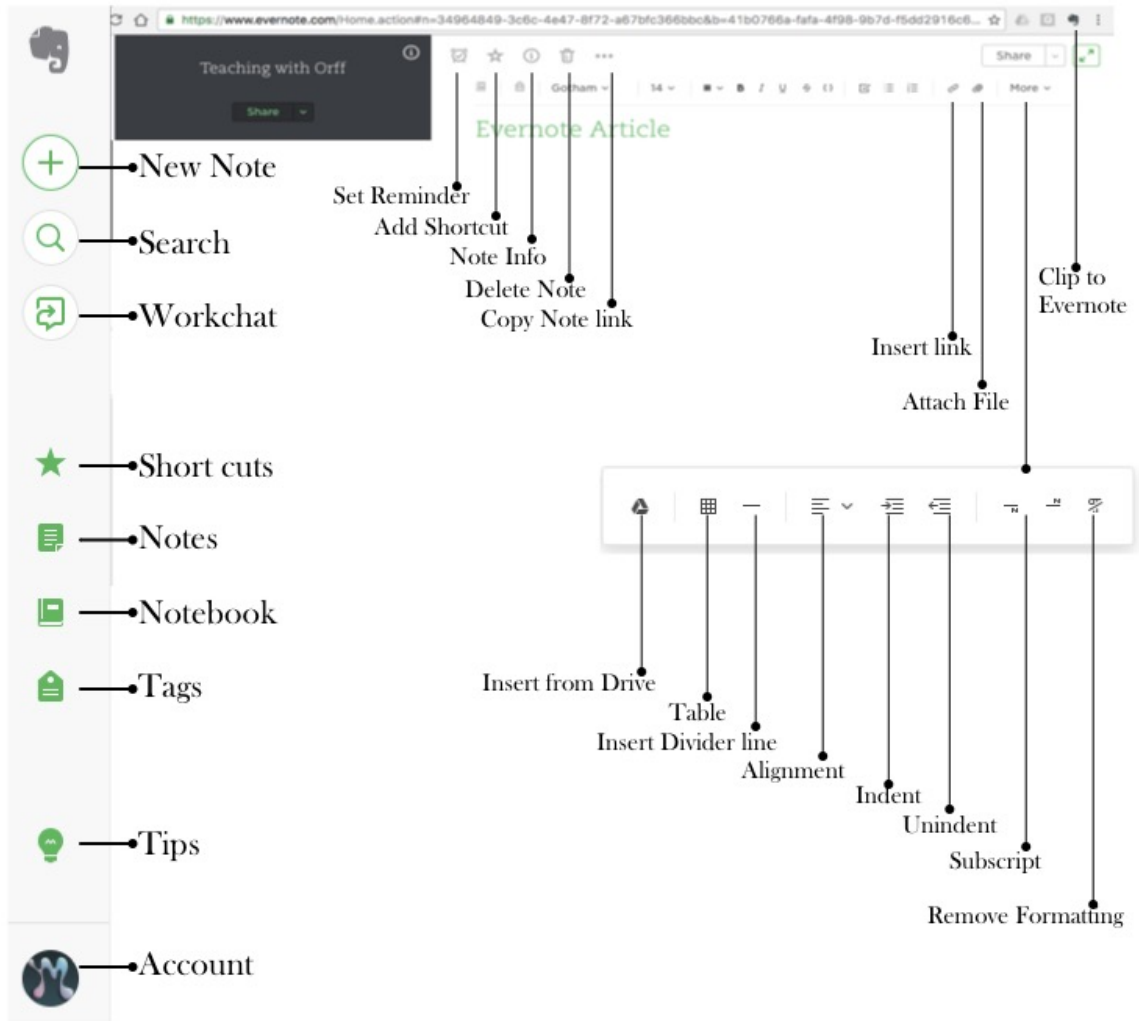 https://www.evernote.com/Home.action#n=34964849-3c6c-4e47-8f72-a67bfc366bbc&b=41b0766a-fafa-4f98-9b7d-f5dd2916c6...
Teaching with Orff
Share
Share
Gotham
14
B I U
More
Evernote Article
New Note
Search
Workchat
Short cuts
Notes
Notebook
Tags
Tips
Account
Set Reminder
Add Shortcut
Note Info
Delete Note
Copy Note link
Clip to
Evernote
Insert link
Attach File
Insert from Drive
Table
Insert Divider line
Alignment
Indent
Unindent
Subscript
Remove Formatting